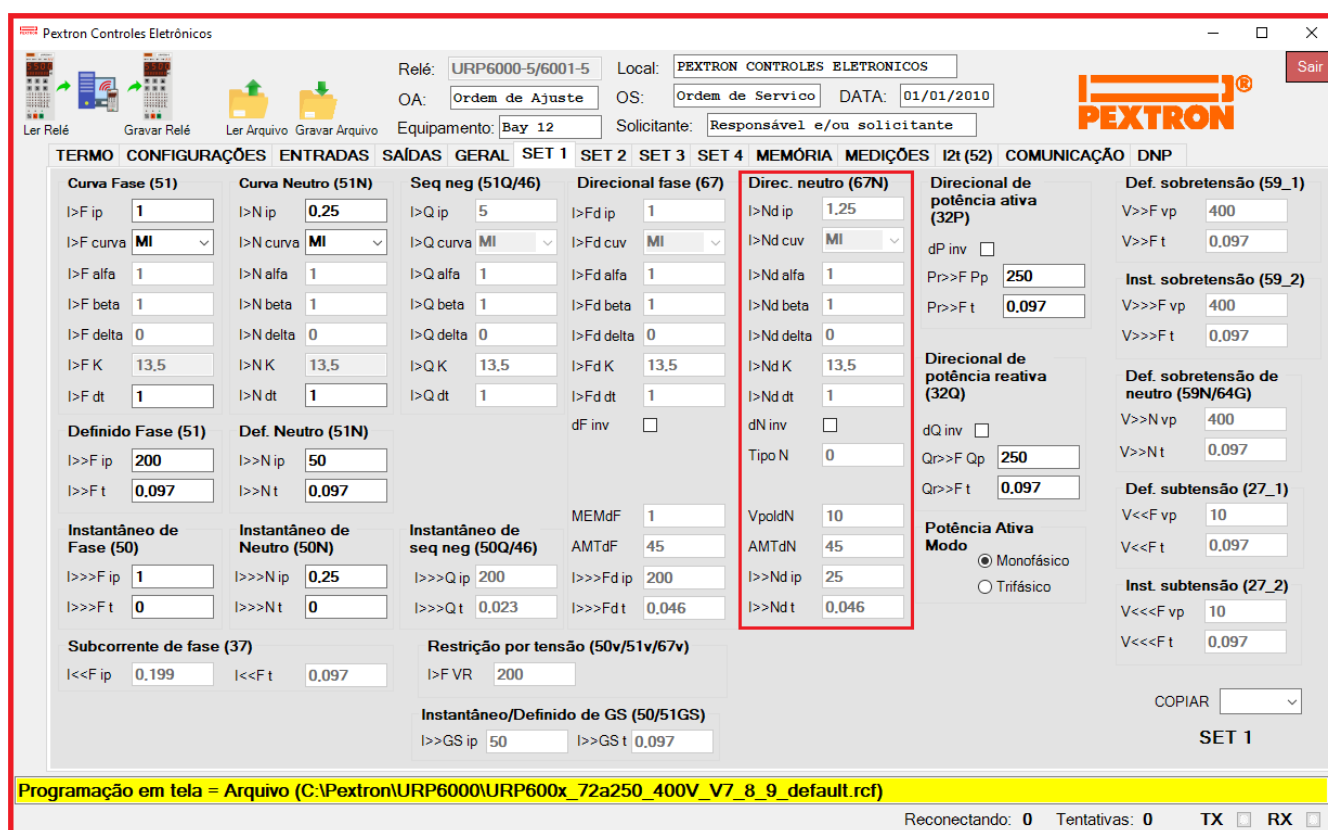 Pextron Controles Eletrônicos
Ler Relé
Gravar Relé
Ler Arquivo
Gravar Arquivo
Relé: URP6000-5/6001-5
Local: PEXTRON CONTROLES ELETRONICOS
OA: Ordem de Ajuste
OS: Ordem de Servico
DATA: 01/01/2010
Equipamento: Bay 12
Solicitante: Responsável e/ou solicitante
PEXTRON ®
Sair
TERMO CONFIGURAÇÕES ENTRADAS SAÍDAS GERAL SET 1 SET 2 SET 3 SET 4 MEMÓRIA MEDIÇÕES I2t (52) COMUNICAÇÃO DNP
Curva Fase (51)
I>F ip 1
I>F curva MI
I>F alfa 1
I>F beta 1
I>F delta 0
I>F K 13,5
I>F dt 1
Definido Fase (51)
I>>F ip 200
I>>F t 0,097
Instantâneo de
Fase (50)
I>>>F ip 1
I>>>F t 0
Subcorrente de fase (37)
I<<F ip 0,199
I<<F t 0,097
Curva Neutro (51N)
I>N ip 0,25
I>N curva MI
I>N alfa 1
I>N beta 1
I>N delta 0
I>N K 13,5
I>N dt 1
Def. Neutro (51N)
I>>N ip 50
I>>N t 0,097
Instantâneo de
Neutro (50N)
I>>>N ip 0,25
I>>>N t 0
Seq neg (51Q/46)
I>Q ip 5
I>Q curva MI
I>Q alfa 1
I>Q beta 1
I>Q delta 0
I>Q K 13,5
I>Q dt 1
Instantâneo de
seq neg (50Q/46)
I>>>Q ip 200
I>>>Q t 0,023
Restrição por tensão (50v/51v/67v)
I>F VR 200
Instantâneo/Definido de GS (50/51GS)
I>>GS ip 50
I>>GS t 0,097
Direcional fase (67)
I>Fd ip 1
I>Fd cuv MI
I>Fd alfa 1
I>Fd beta 1
I>Fd delta 0
I>Fd K 13,5
I>Fd dt 1
dF inv
MEMdF 1
AMTdF 45
I>>>Fd ip 200
I>>>Fd t 0,046
Direc. neutro (67N)
I>Nd ip 1,25
I>Nd cuv MI
I>Nd alfa 1
I>Nd beta 1
I>Nd delta 0
I>Nd K 13,5
I>Nd dt 1
dN inv
Tipo N 0
VpoldN 10
AMTdN 45
I>>Nd ip 25
I>>Nd t 0,046
Direcional de
potência ativa
(32P)
dP inv
Pr>>F Pp 250
Pr>>F t 0,097
Direcional de
potência reativa
(32Q)
dQ inv
Qr>>F Qp 250
Qr>>F t 0,097
Potência Ativa
Modo
Monofásico
Trifásico
Def. sobretensão (59_1)
V>>F vp 400
V>>F t 0,097
Inst. sobretensão (59_2)
V>>>F vp 400
V>>>F t 0,097
Def. sobretensão de
neutro (59N/64G)
V>>N vp 400
V>>N t 0,097
Def. subtensão (27_1)
V<<F vp 10
V<<F t 0,097
Inst. subtensão (27_2)
V<<<F vp 10
V<<<F t 0,097
COPIAR
SET 1
Programação em tela = Arquivo (C:\Pextron\URP6000\URP600x_72a250_400V_V7_8_9_default.rcf)
Reconectando: 0 Tentativas: 0 TX RX